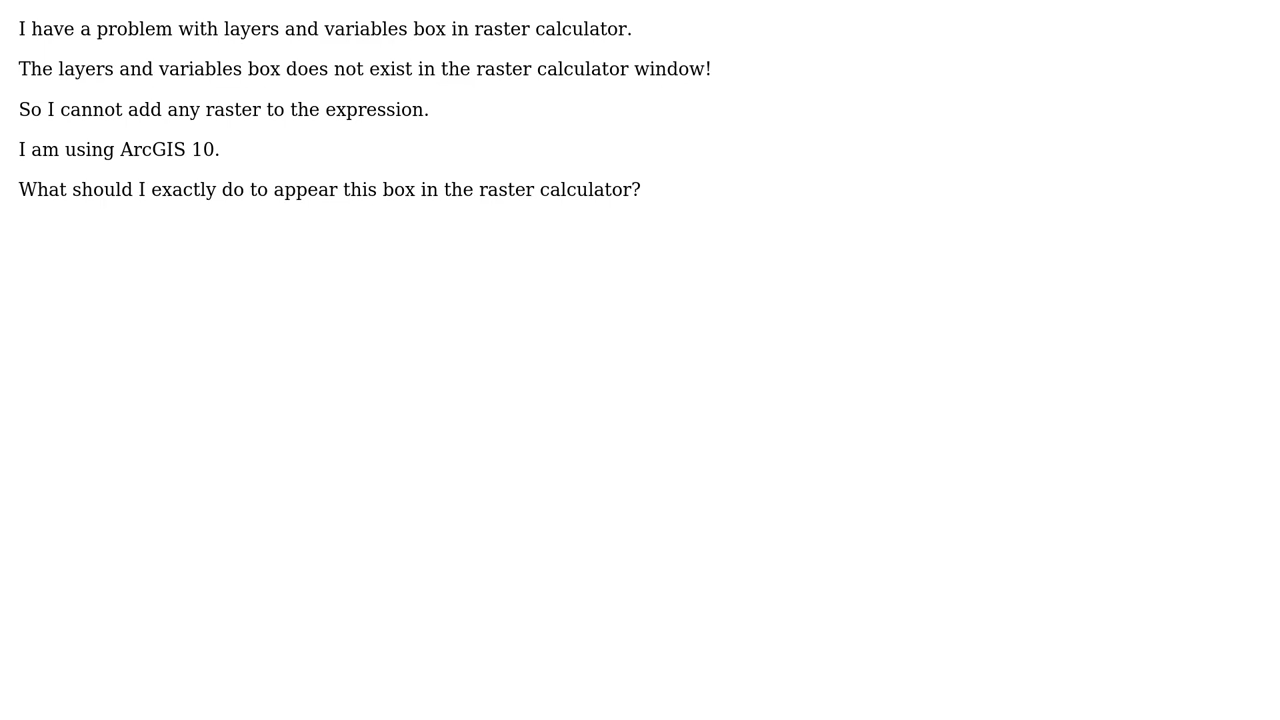 I have a problem with layers and variables box in raster calculator.
The layers and variables box does not exist in the raster calculator window!
So I cannot add any raster to the expression.
I am using ArcGIS 10.
What should I exactly do to appear this box in the raster calculator?